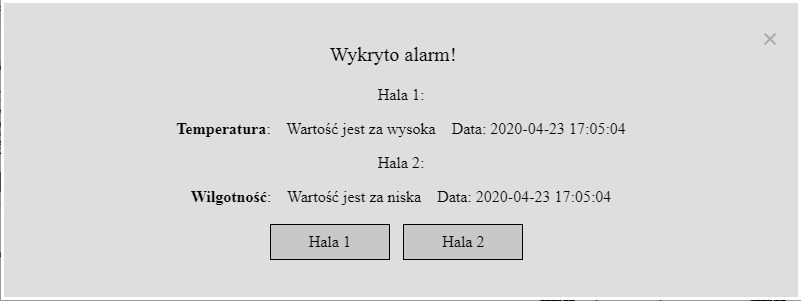 Wykryto alarm!
×
Hala 1:
Temperatura: Wartość jest za wysoka Data: 2020-04-23 17:05:04
Hala 2:
Wilgotność: Wartość jest za niska Data: 2020-04-23 17:05:04
Hala 1 Hala 2